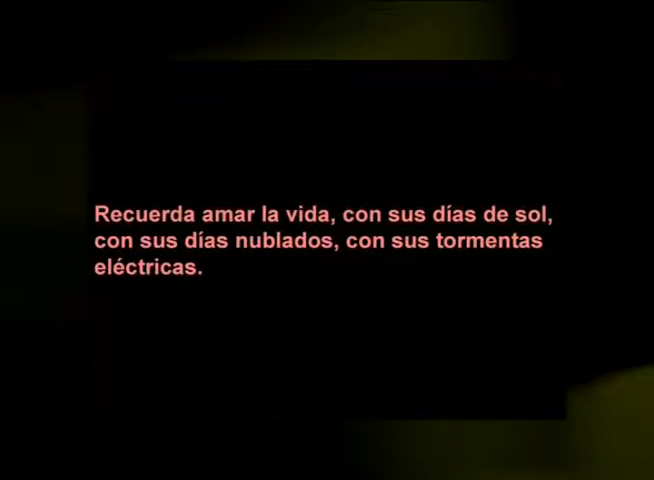 Recuerda amar la vida, con sus días de sol,
con sus días nublados, con sus tormentas
eléctricas.